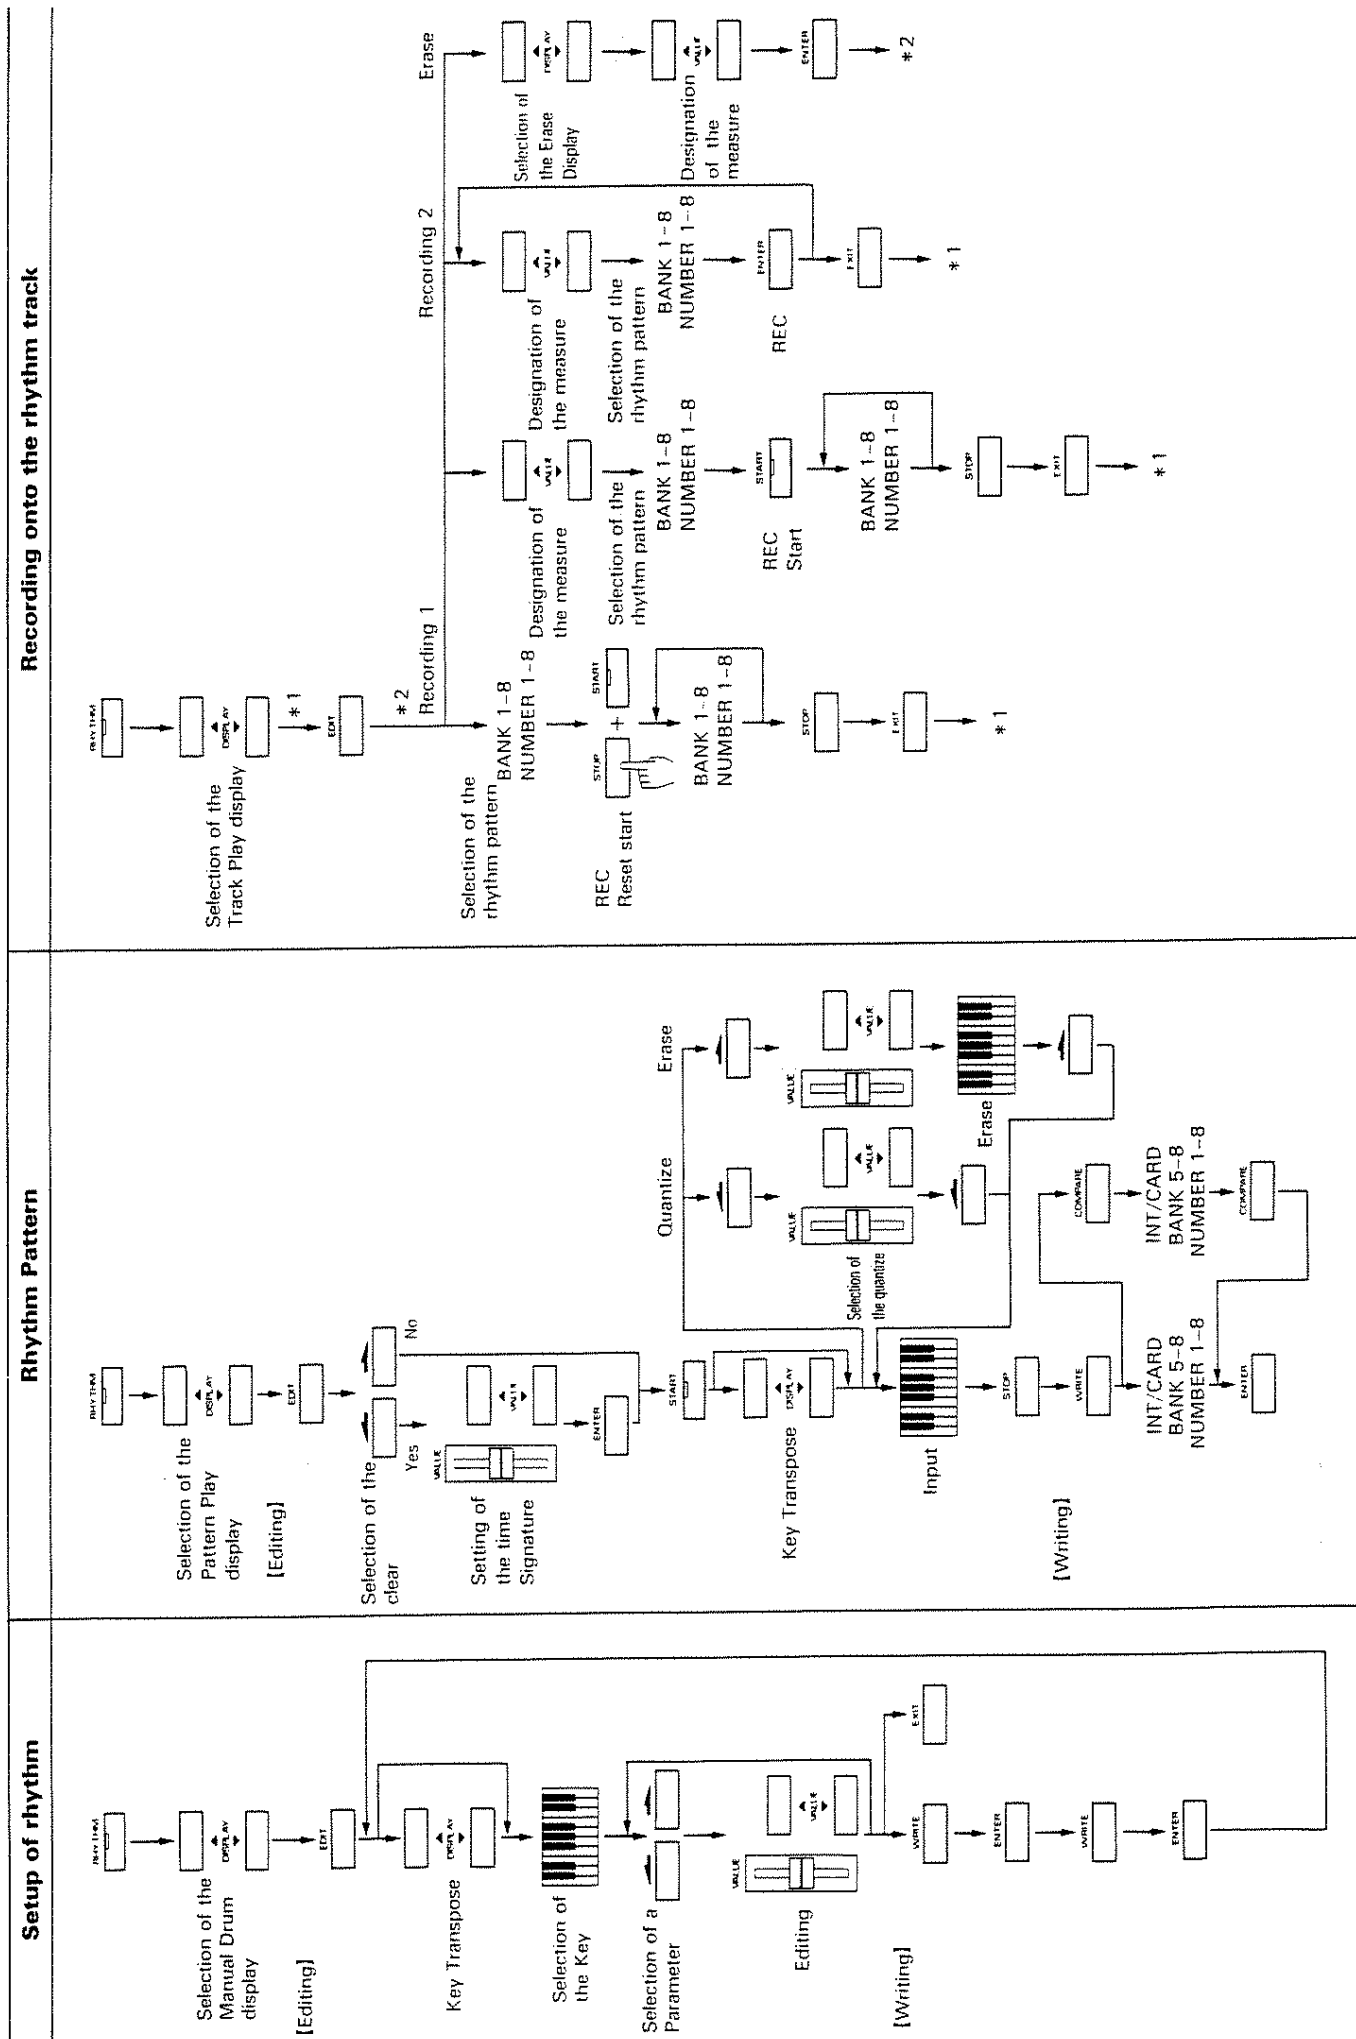 Setup of rhythm
RHYTHM
Selection of the
Manual Drum
display
DISPLAY
[Editing]
EDIT
Key Transpose
DISPLAY
Selection of
the Key
Selection of a
Parameter
Editing
VALUE
VALUE
[Writing]
WRITE
EXIT
ENTER
WRITE
ENTER
Rhythm Pattern
RHYTHM
Selection of the
Pattern Play
display
DISPLAY
[Editing]
EDIT
Selection of the
clear
Yes
No
Setting of
the time
Signature
VALUE
VALUE
ENTER
START
Key Transpose
DISPLAY
Input
Quantize
VALUE
VALUE
Selection of
the quantize
Erase
VALUE
VALUE
Erase
STOP
[Writing]
WRITE
INT/CARD
BANK 5-8
NUMBER 1-8
ENTER
COMPARE
INT/CARD
BANK 5-8
NUMBER 1-8
COMPARE
Recording onto the rhythm track
RHYTHM
Selection of the
Track Play display
DISPLAY
*1
EDIT
*2
Recording 1
Selection of the
rhythm pattern
BANK 1-8
NUMBER 1-8
REC
Reset start
STOP
+
START
BANK 1-8
NUMBER 1-8
STOP
EXIT
*1
Designation of
the measure
VALUE
Selection of the
rhythm pattern
BANK 1-8
NUMBER 1-8
REC
Start
START
BANK 1-8
NUMBER 1-8
STOP
EXIT
*1
Recording 2
Designation of
the measure
VALUE
Selection of the
rhythm pattern
BANK 1-8
NUMBER 1-8
REC
ENTER
EXIT
*1
Erase
Selection of
the Erase
Display
DISPLAY
Designation
of the
measure
VALUE
ENTER
*2